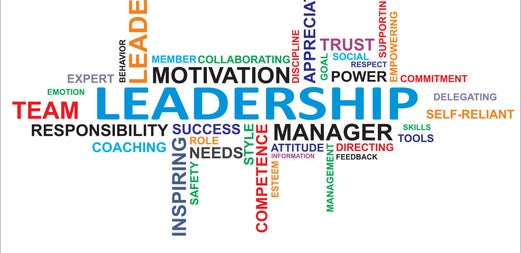 LEADE
BEHAVIOR
MEMBER
COLLABORATING
DISCIPLINE
APPRECIA
GOAL
TRUST
SOCIAL
RESPECT
SUPPORTIN
EMPOWERING
EXPERT
MOTIVATION
POWER
COMMITMENT
EMOTION
LEADERSHIP
DELEGATING
TEAM
SELF-RELIANT
RESPONSIBILITY
SUCCESS
STYLE
COMPETENCE
MANAGER
SKILLS
ROLE
TOOLS
COACHING
INSPIRING
SAFETY
NEEDS
ATTITUDE
DIRECTING
INFORMATION
FEEDBACK
ESTEEM
MANAGEMENT